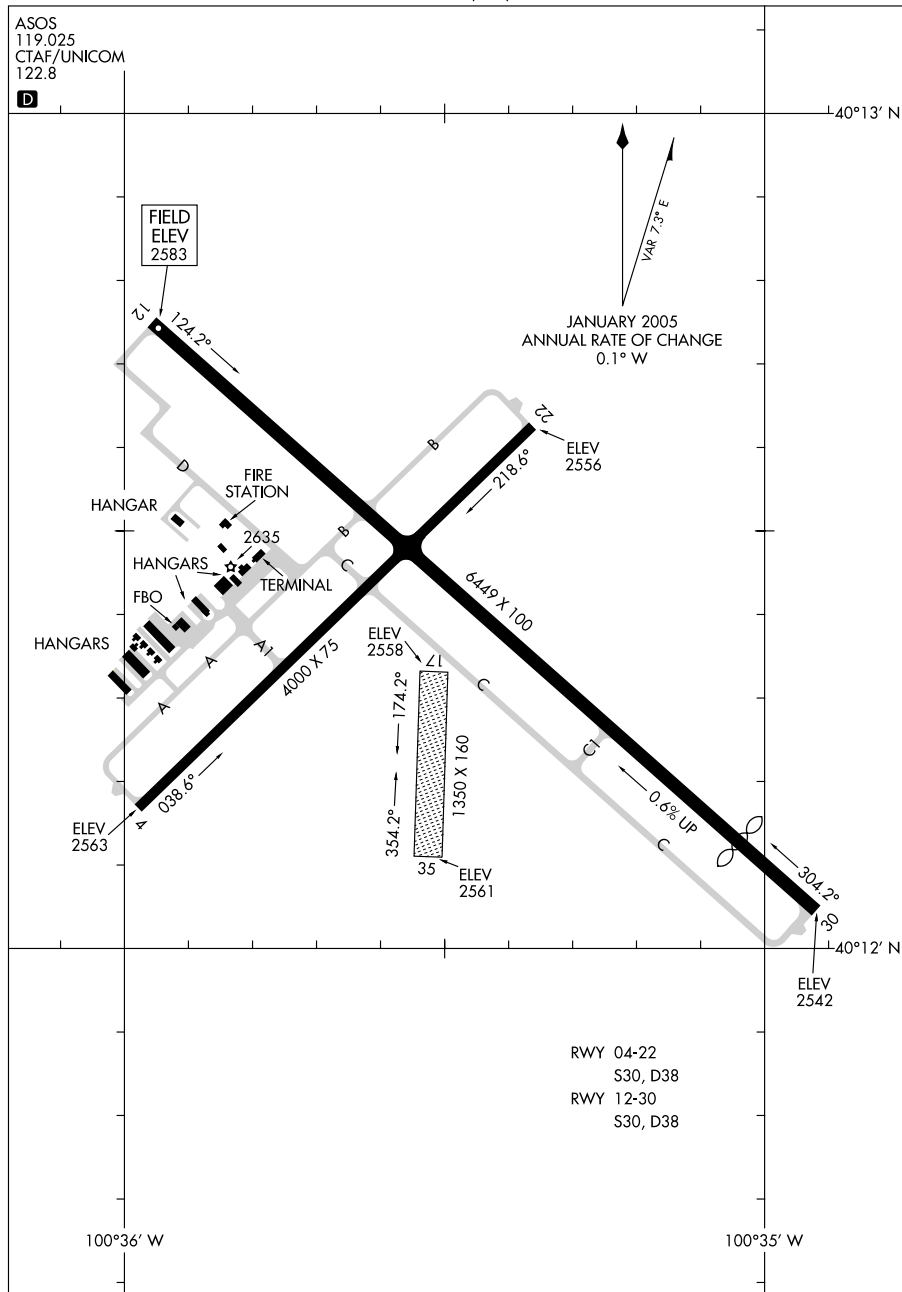 ASOS
119.025
CTAF/UNICOM
122.8
D
40°13' N
FIELD
ELEV
2583
VAR 7.3° E
JANUARY 2005
ANNUAL RATE OF CHANGE
0.1° W
12
124.2°
22
ELEV
2556
218.6°
B
D
FIRE
STATION
HANGAR
B
2635
HANGARS
TERMINAL
C
FBO
6449 X 100
HANGARS
A
A1
4000 X 75
ELEV
2558
17
174.2°
C
A
C1
1350 X 160
038.6°
354.2°
0.6% UP
ELEV
2563
4
C
35
ELEV
2561
304.2°
30
40°12' N
ELEV
2542
RWY 04-22
S30, D38
RWY 12-30
S30, D38
100°36' W
100°35' W